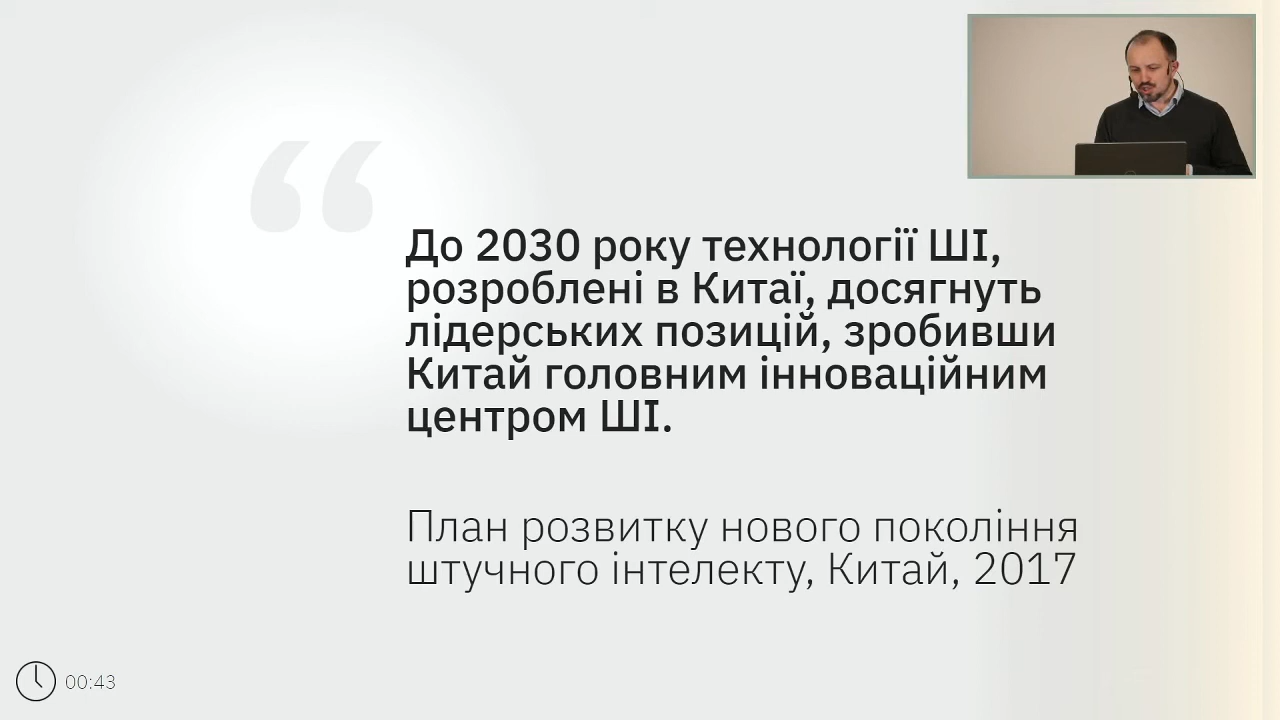 “
До 2030 року технології ШІ,
розроблені в Китаї, досягнуть
лідерських позицій, зробивши
Китай головним інноваційним
центром ШІ.
План розвитку нового покоління
штучного інтелекту, Китай, 2017
00:43